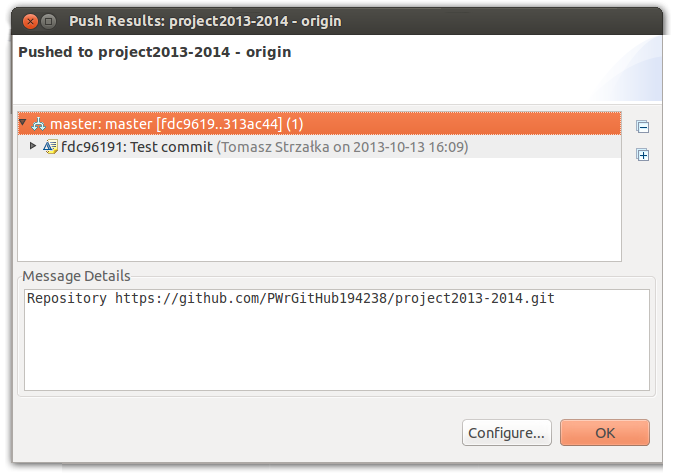 Push Results: project2013-2014 - origin
Pushed to project2013-2014 - origin
master: master [fdc9619..313ac44] (1)
fdc96191: Test commit (Tomasz Strzałka on 2013-10-13 16:09)
Message Details
Repository https://github.com/PWrGitHub194238/project2013-2014.git
Configure... OK